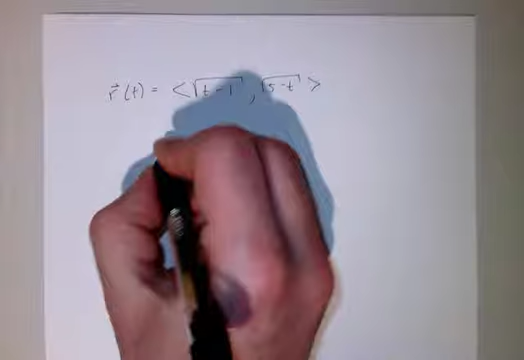 r⃗(t) = <√t-1, √5-t>